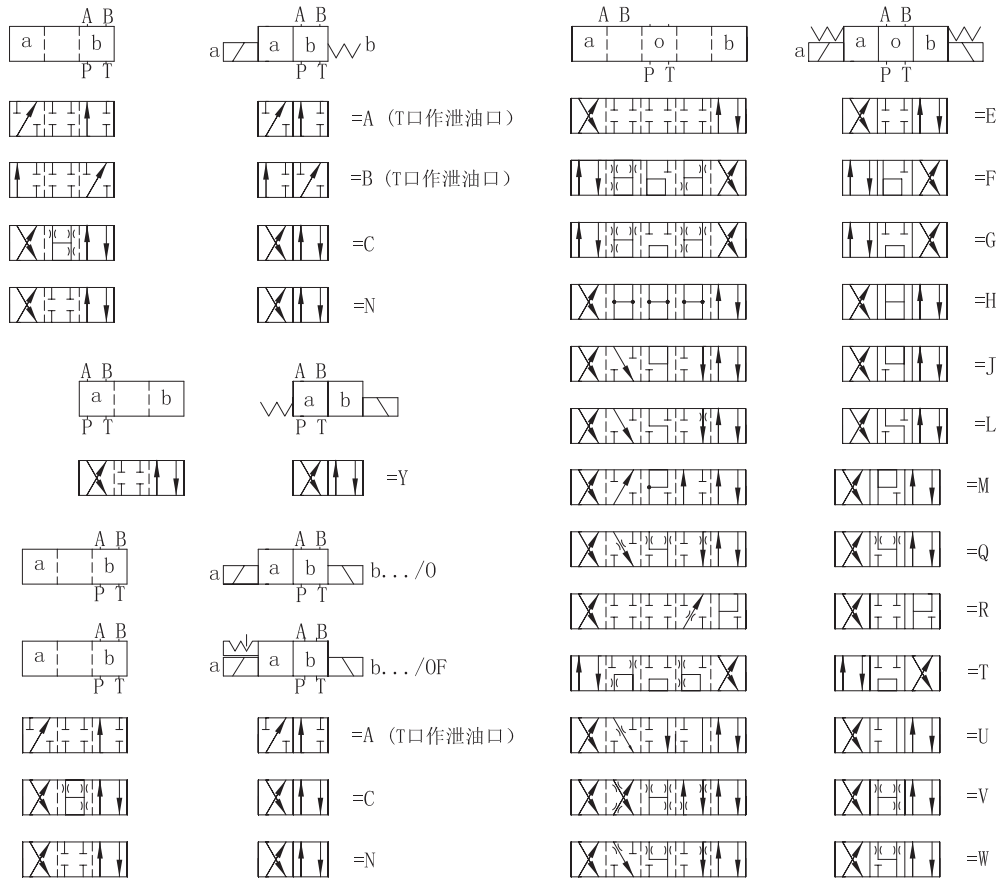 A B
a b
P T
A B
a a b b
P T
=A (T口作泄油口)
=B (T口作泄油口)
=C
=N
A B
a b
P T
A B
a b
P T
=Y
A B
a b
P T
A B
a a b b.../O
P T
A B
a b
P T
A B
a a b b.../OF
P T
=A (T口作泄油口)
=C
=N
A B
a o b
P T
A B
a a o b
P T
=E
=F
=G
=H
=J
=L
=M
=Q
=R
=T
=U
=V
=W